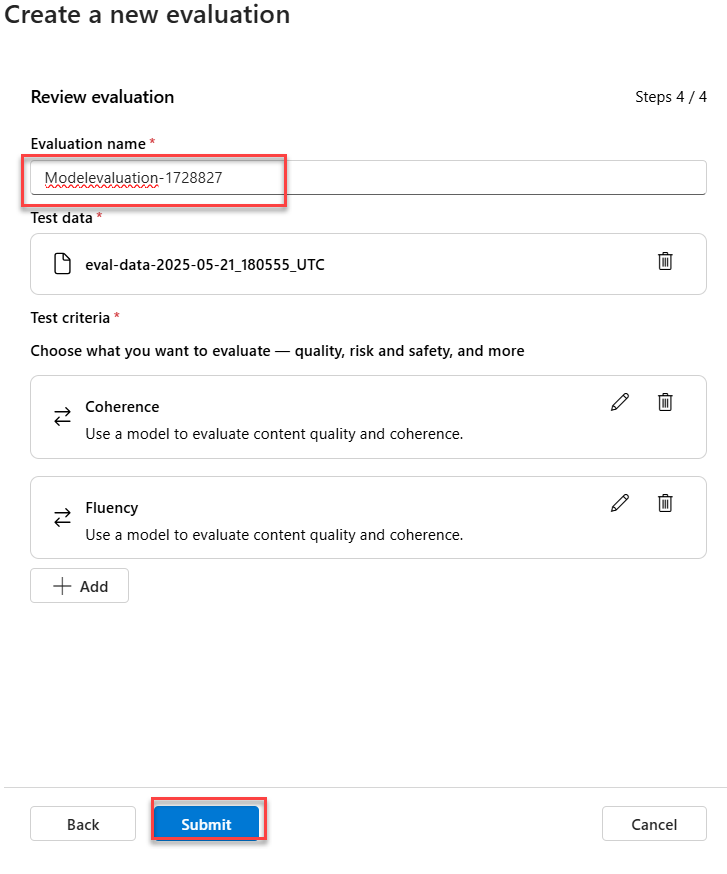 Create a new evaluation
Review evaluation
Steps 4 / 4
Evaluation name *
Modelevaluation-1728827
Test data *
eval-data-2025-05-21_180555_UTC
Test criteria *
Choose what you want to evaluate — quality, risk and safety, and more
Coherence
Use a model to evaluate content quality and coherence.
Fluency
Use a model to evaluate content quality and coherence.
Add
Back
Submit
Cancel